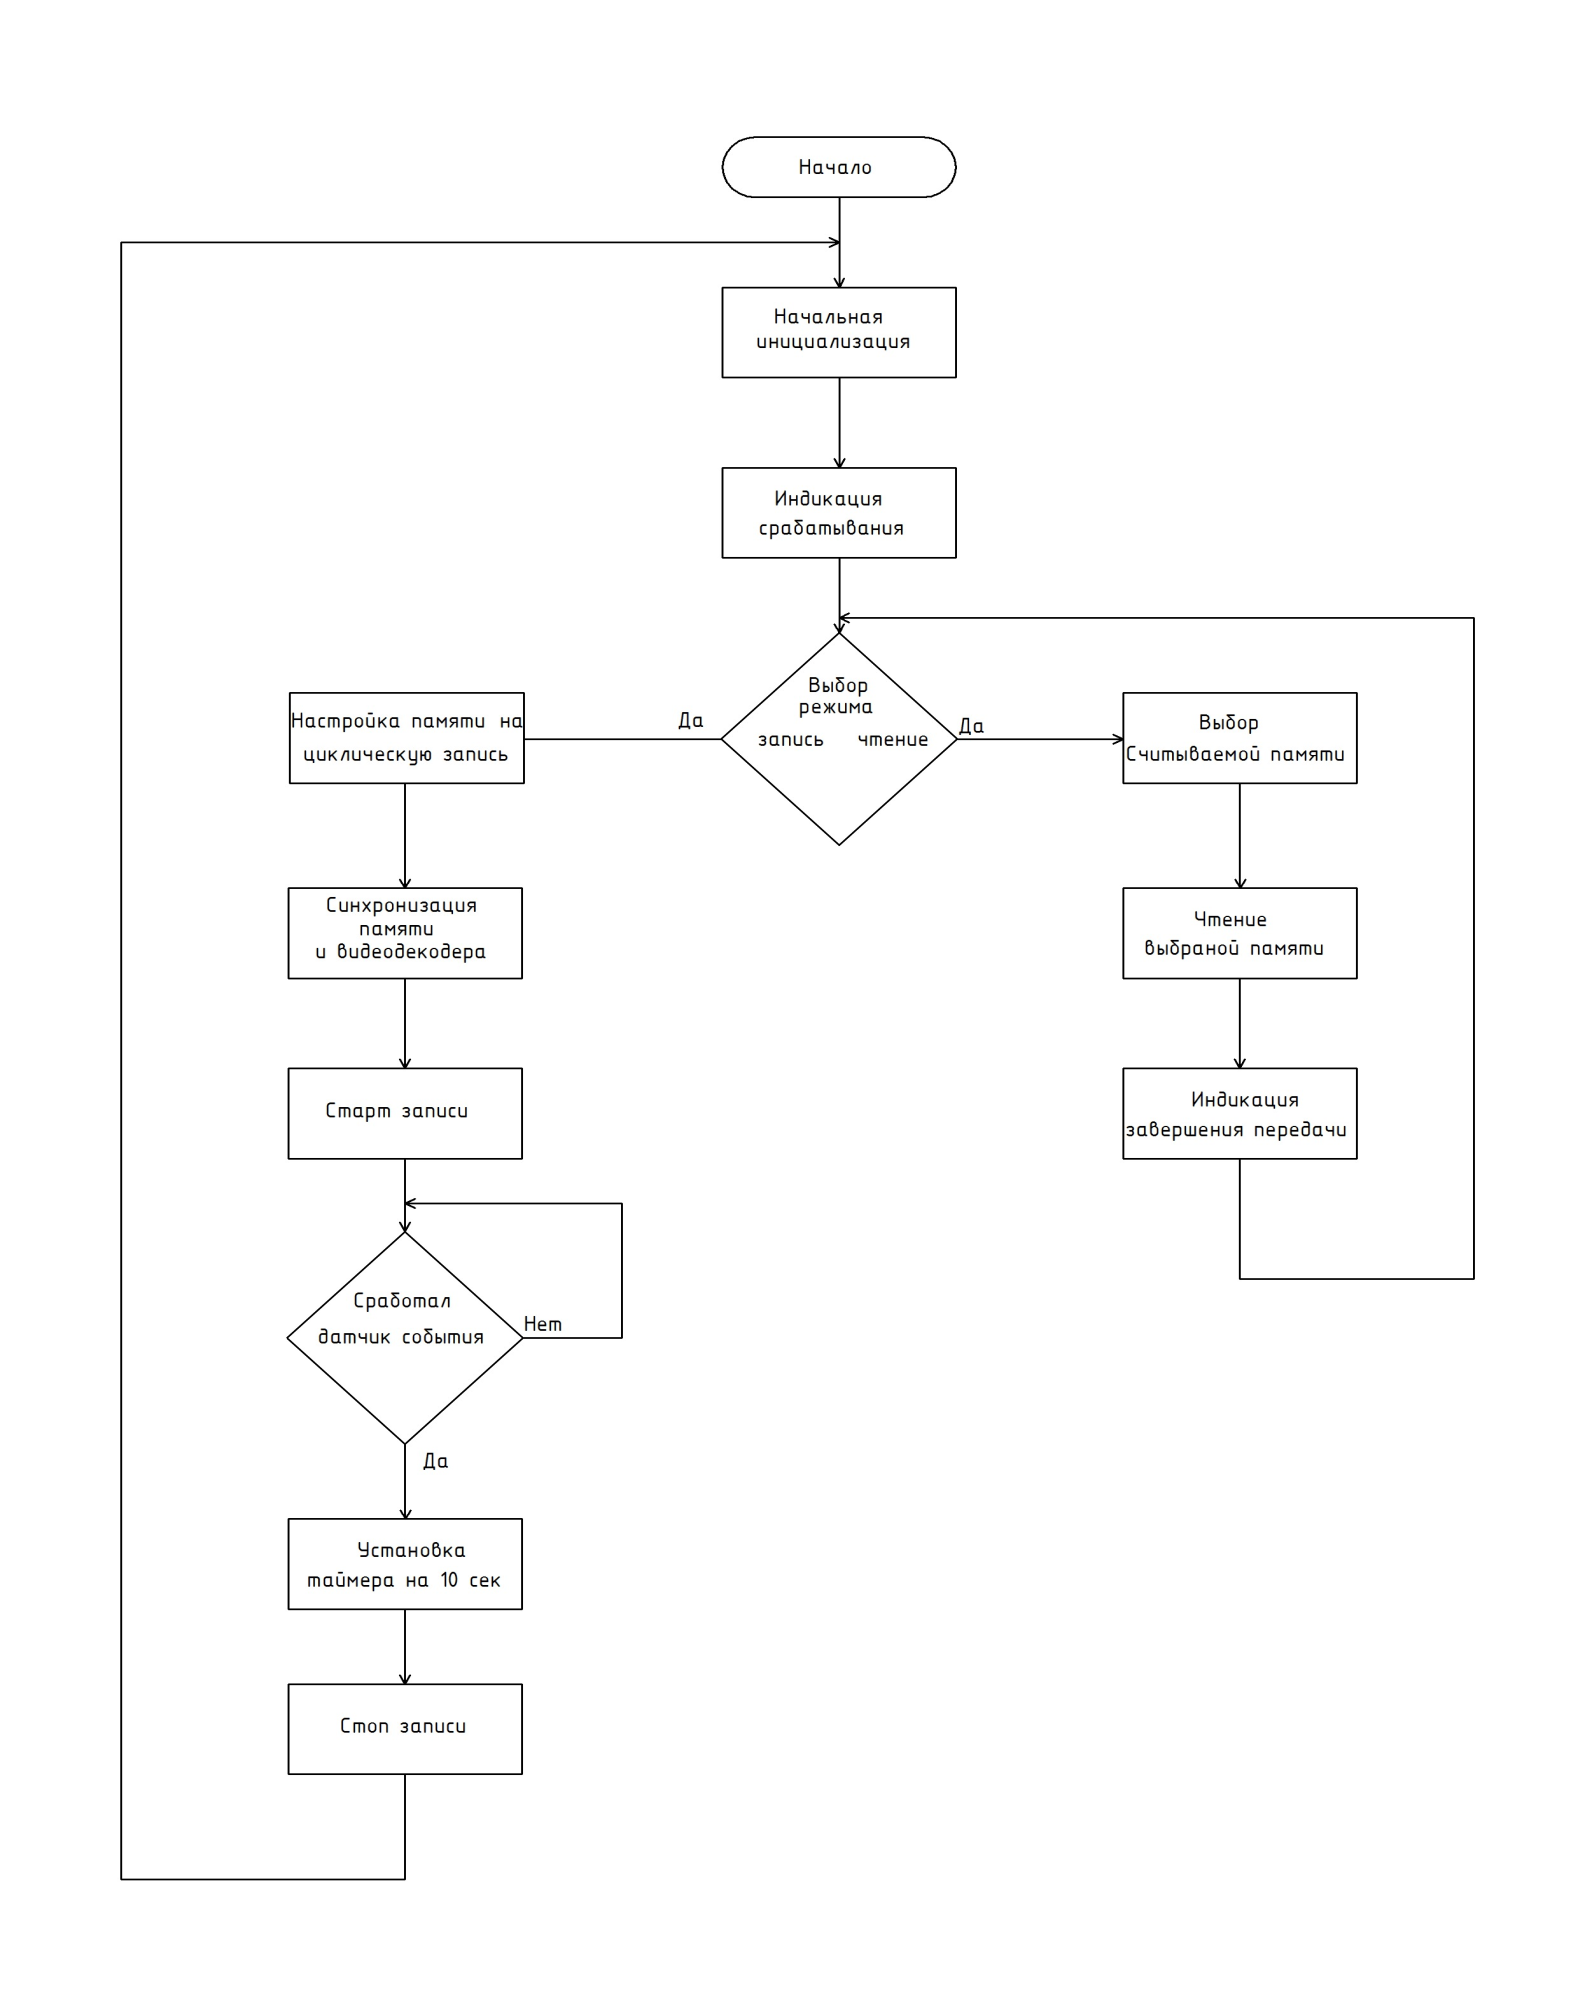 Начало
Начальная
инициализация
Индикация
срабатывания
Выбор
режима
запись чтение
Да
Да
Настройка памяти на
циклическую запись
Выбор
Считываемой памяти
Синхронизация
памяти
и видеодекодера
Чтение
выбраной памяти
Старт записи
Индикация
завершения передачи
Сработал
датчик события
Нет
Да
Установка
таймера на 10 сек
Стоп записи